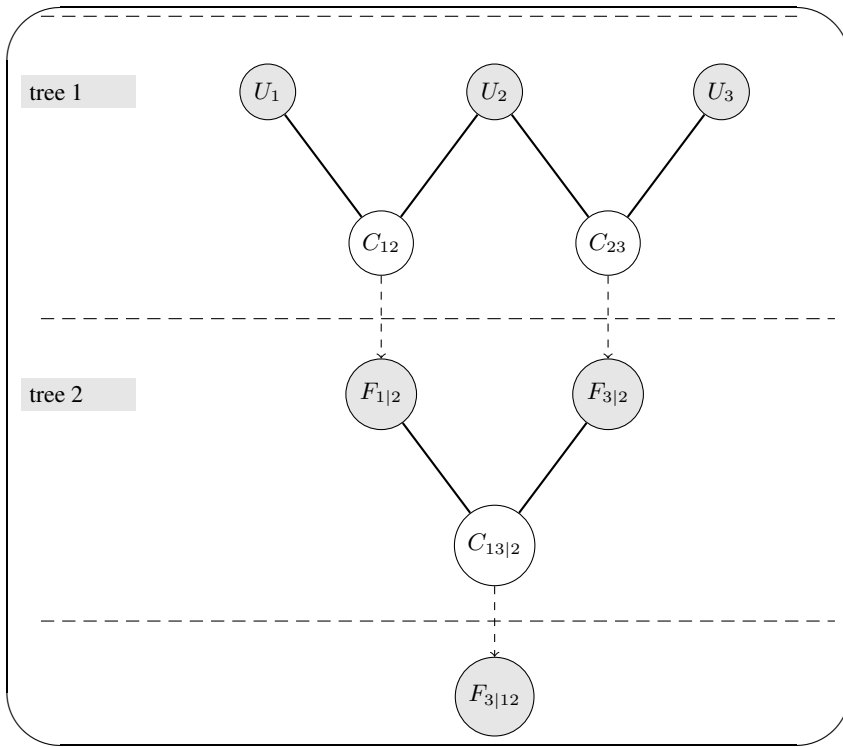 tree 1
U₁ U₂ U₃
C₁₂ C₂₃
tree 2
F₁|₂ F₃|₂
C₁₃|₂
F₃|₁₂